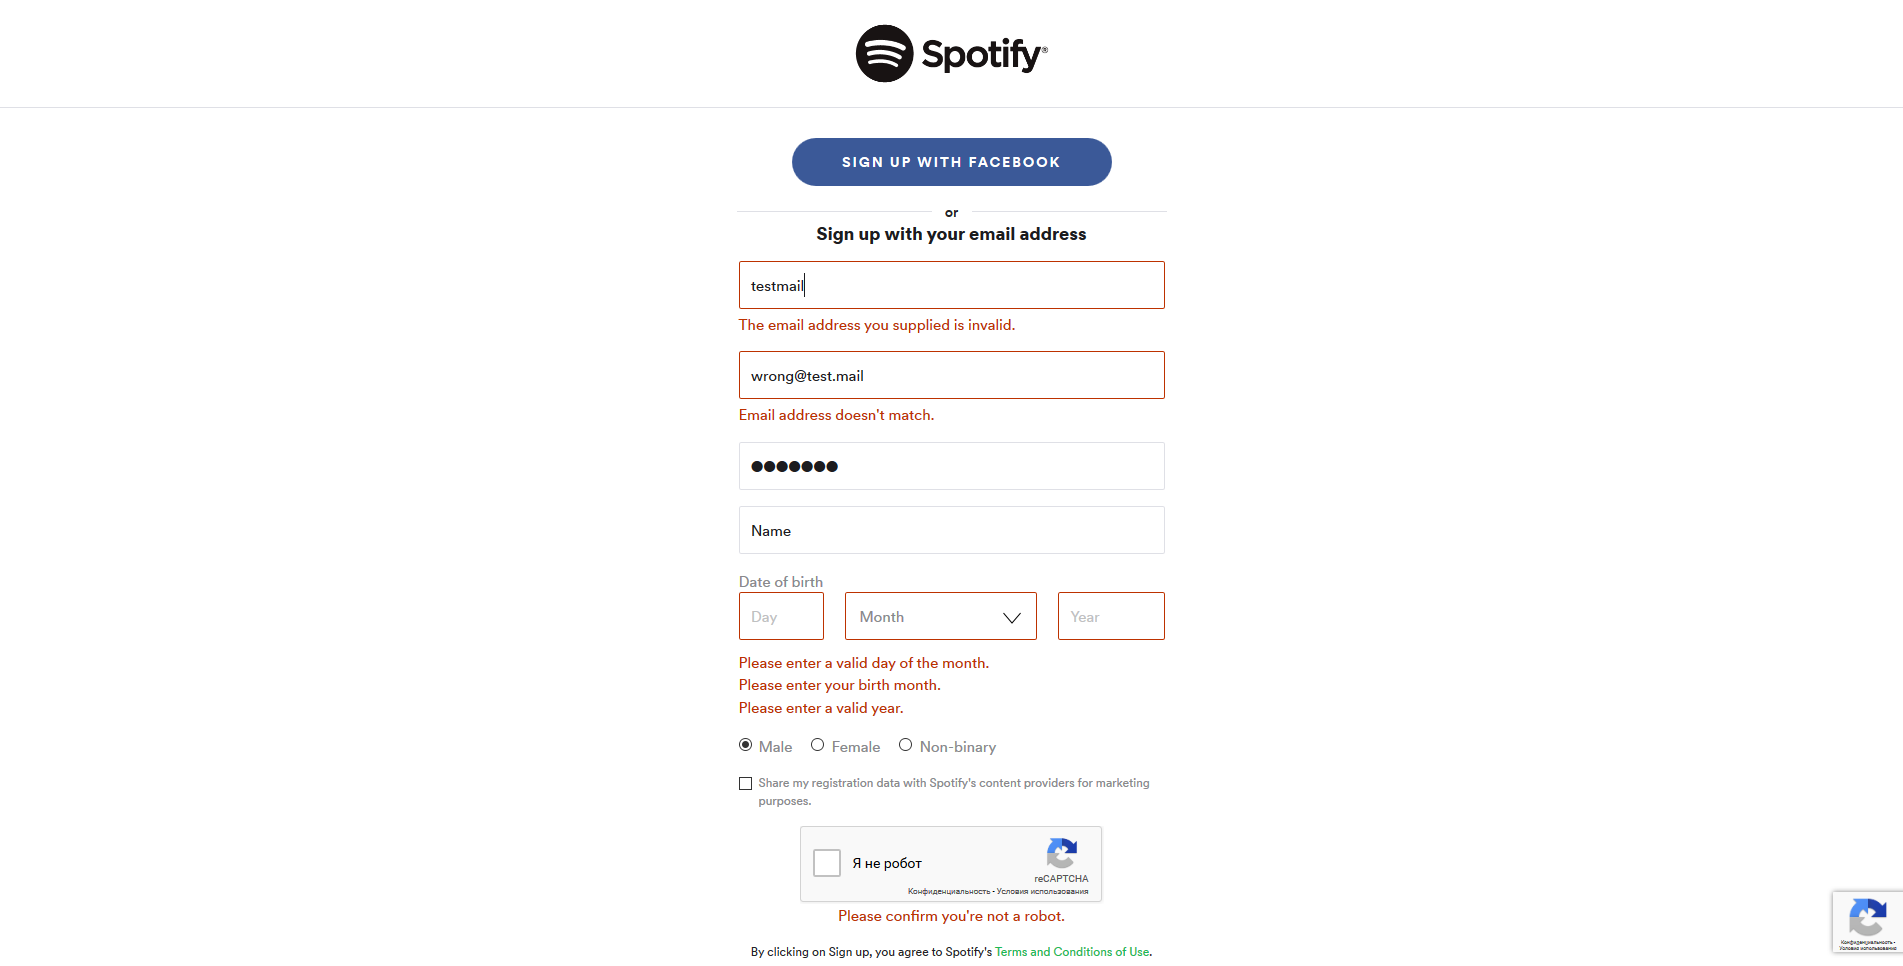 Spotify®
SIGN UP WITH FACEBOOK
or
Sign up with your email address
testmail
The email address you supplied is invalid.
wrong@test.mail
Email address doesn't match.
●●●●●●●
Name
Date of birth
Day
Month
Year
Please enter a valid day of the month.
Please enter your birth month.
Please enter a valid year.
Male
Female
Non-binary
Share my registration data with Spotify's content providers for marketing
purposes.
Я не робот
reCAPTCHA
Конфиденциальность - Условия использования
Please confirm you're not a robot.
By clicking on Sign up, you agree to Spotify's Terms and Conditions of Use.
Конфиденциальность -
Условия использования